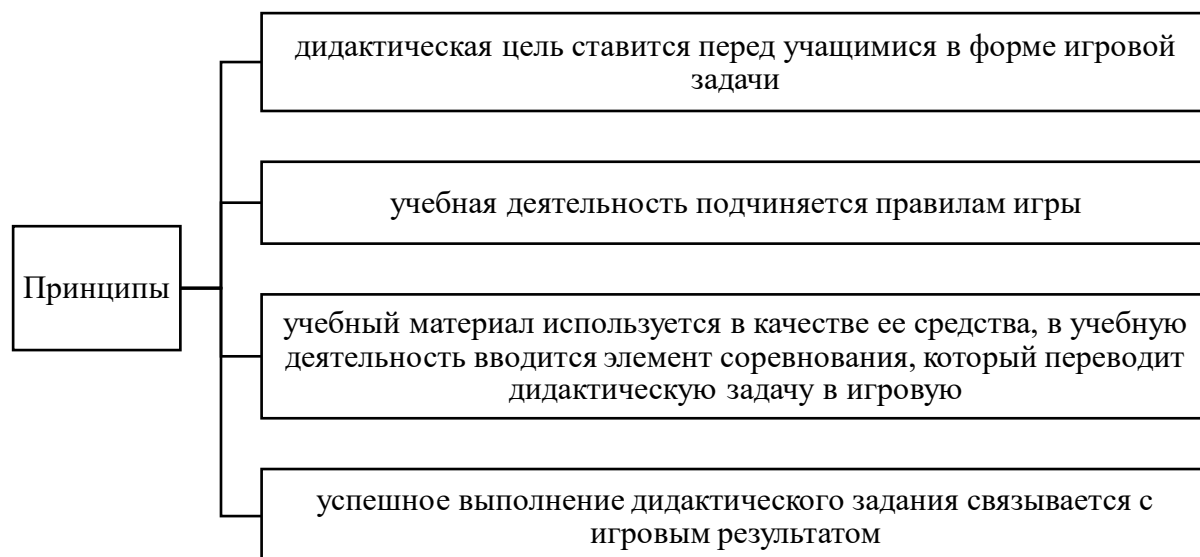 дидактическая цель ставится перед учащимися в форме игровой
задачи
учебная деятельность подчиняется правилам игры
Принципы
учебный материал используется в качестве ее средства, в учебную
деятельность вводится элемент соревнования, который переводит
дидактическую задачу в игровую
успешное выполнение дидактического задания связывается с
игровым результатом